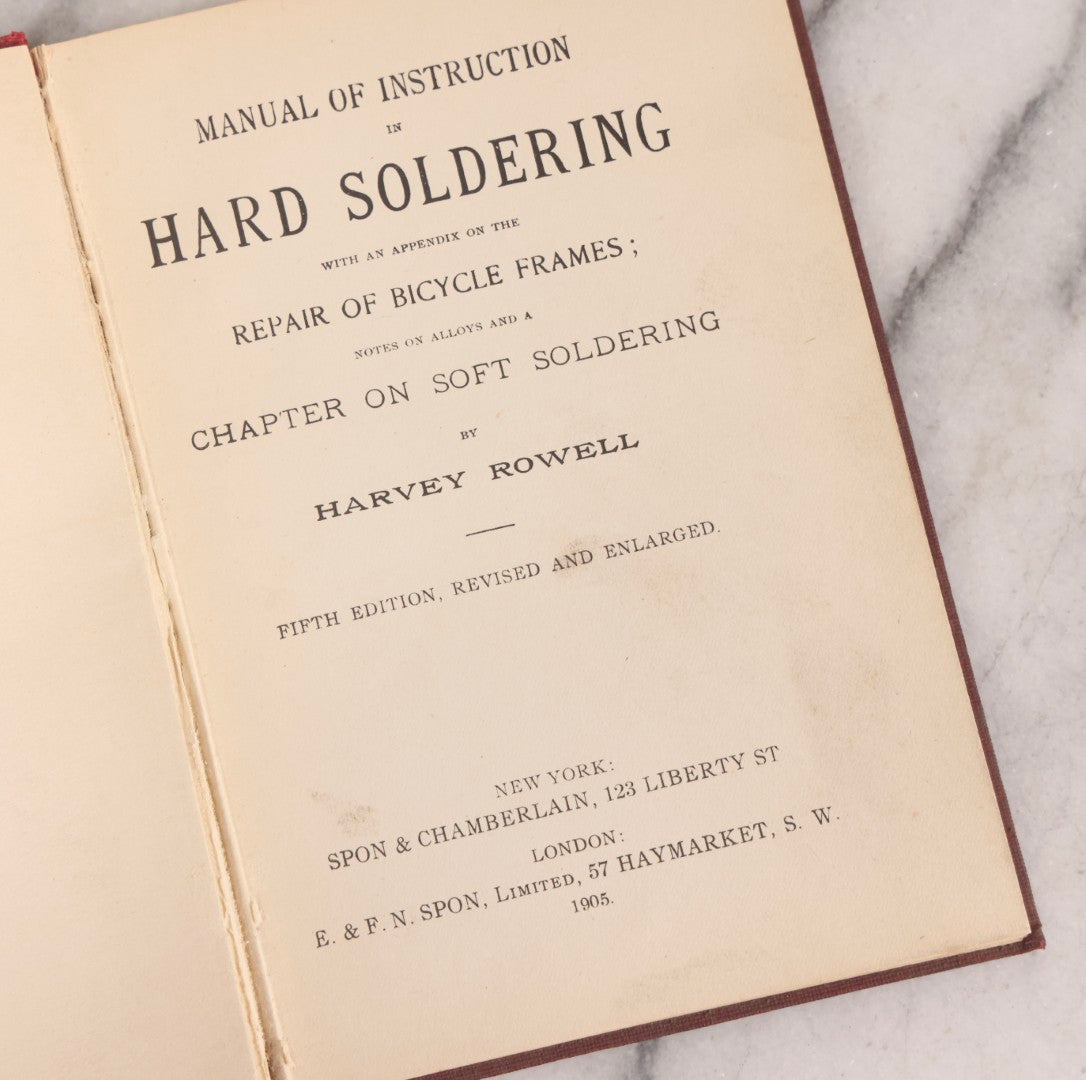 MANUAL OF INSTRUCTION
IN
HARD SOLDERING
WITH AN APPENDIX ON THE
REPAIR OF BICYCLE FRAMES;
NOTES ON ALLOYS AND A
CHAPTER ON SOFT SOLDERING
BY
HARVEY ROWELL
FIFTH EDITION, REVISED AND ENLARGED.
NEW YORK:
SPON & CHAMBERLAIN, 123 LIBERTY ST
LONDON:
E. & F. N. SPON, LIMITED, 57 HAYMARKET, S. W.
1905.